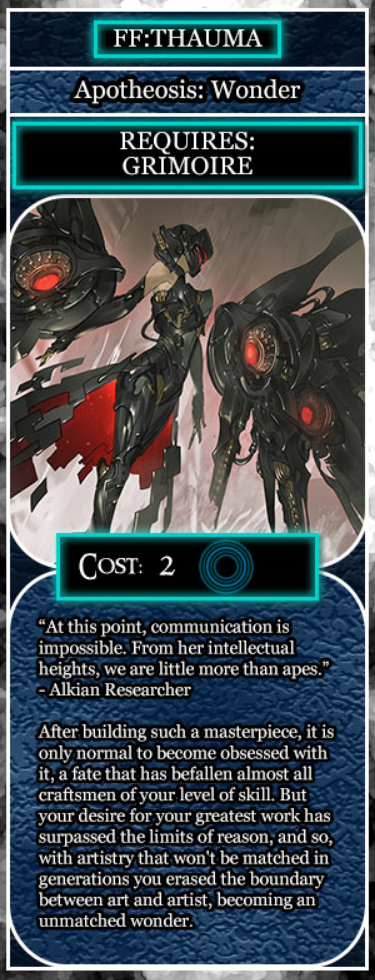 FF:THAUMA
Apotheosis: Wonder
REQUIRES:
GRIMOIRE
COST: 2
“At this point, communication is
impossible. From her intellectual
heights, we are little more than apes.”
- Alkian Researcher
After building such a masterpiece, it is
only normal to become obsessed with
it, a fate that has befallen almost all
craftsmen of your level of skill. But
your desire for your greatest work has
surpassed the limits of reason, and so,
with artistry that won't be matched in
generations you erased the boundary
between art and artist, becoming an
unmatched wonder.